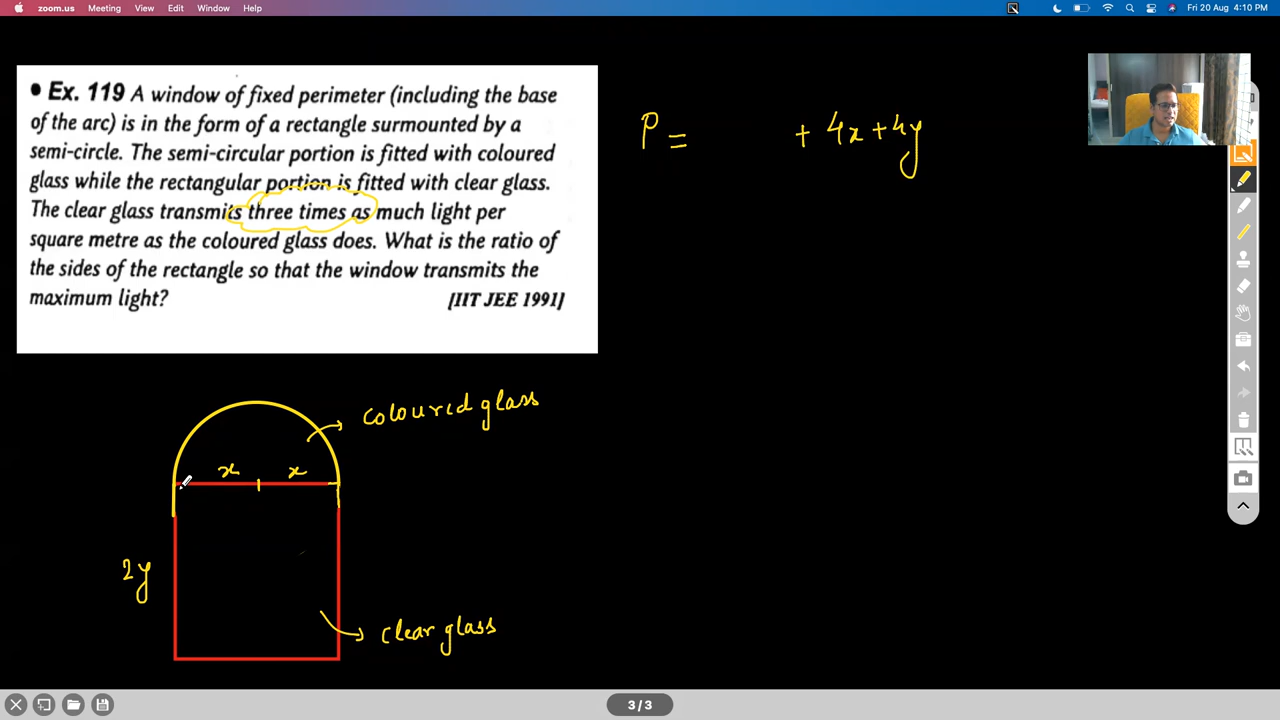 zoom.us Meeting View Edit Window Help Fri 20 Aug 4:10 PM
• Ex. 119 A window of fixed perimeter (including the base
of the arc) is in the form of a rectangle surmounted by a
semi-circle. The semi-circular portion is fitted with coloured
glass while the rectangular portion is fitted with clear glass.
The clear glass transmits three times as much light per
square metre as the coloured glass does. What is the ratio of
the sides of the rectangle so that the window transmits the
maximum light? [IIT JEE 1991]
P = + 4x + 4y
coloured glass
x x
2y
clear glass
3 / 3